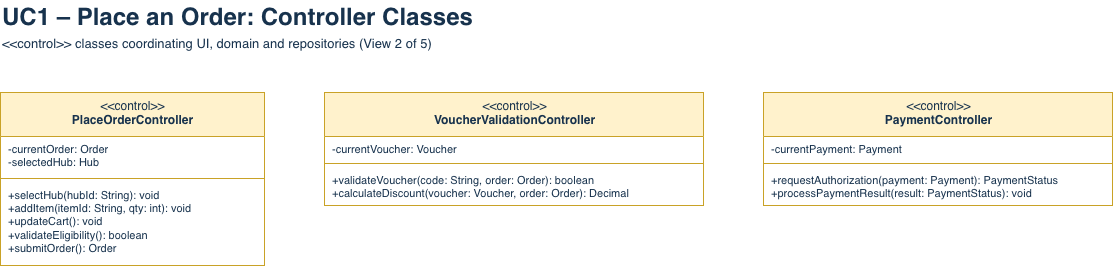 UC1 – Place an Order: Controller Classes
<<control>> classes coordinating UI, domain and repositories (View 2 of 5)
<<control>>
PlaceOrderController
-currentOrder: Order
-selectedHub: Hub
+selectHub(hubId: String): void
+addItem(itemId: String, qty: int): void
+updateCart(): void
+validateEligibility(): boolean
+submitOrder(): Order
<<control>>
VoucherValidationController
-currentVoucher: Voucher
+validateVoucher(code: String, order: Order): boolean
+calculateDiscount(voucher: Voucher, order: Order): Decimal
<<control>>
PaymentController
-currentPayment: Payment
+requestAuthorization(payment: Payment): PaymentStatus
+processPaymentResult(result: PaymentStatus): void